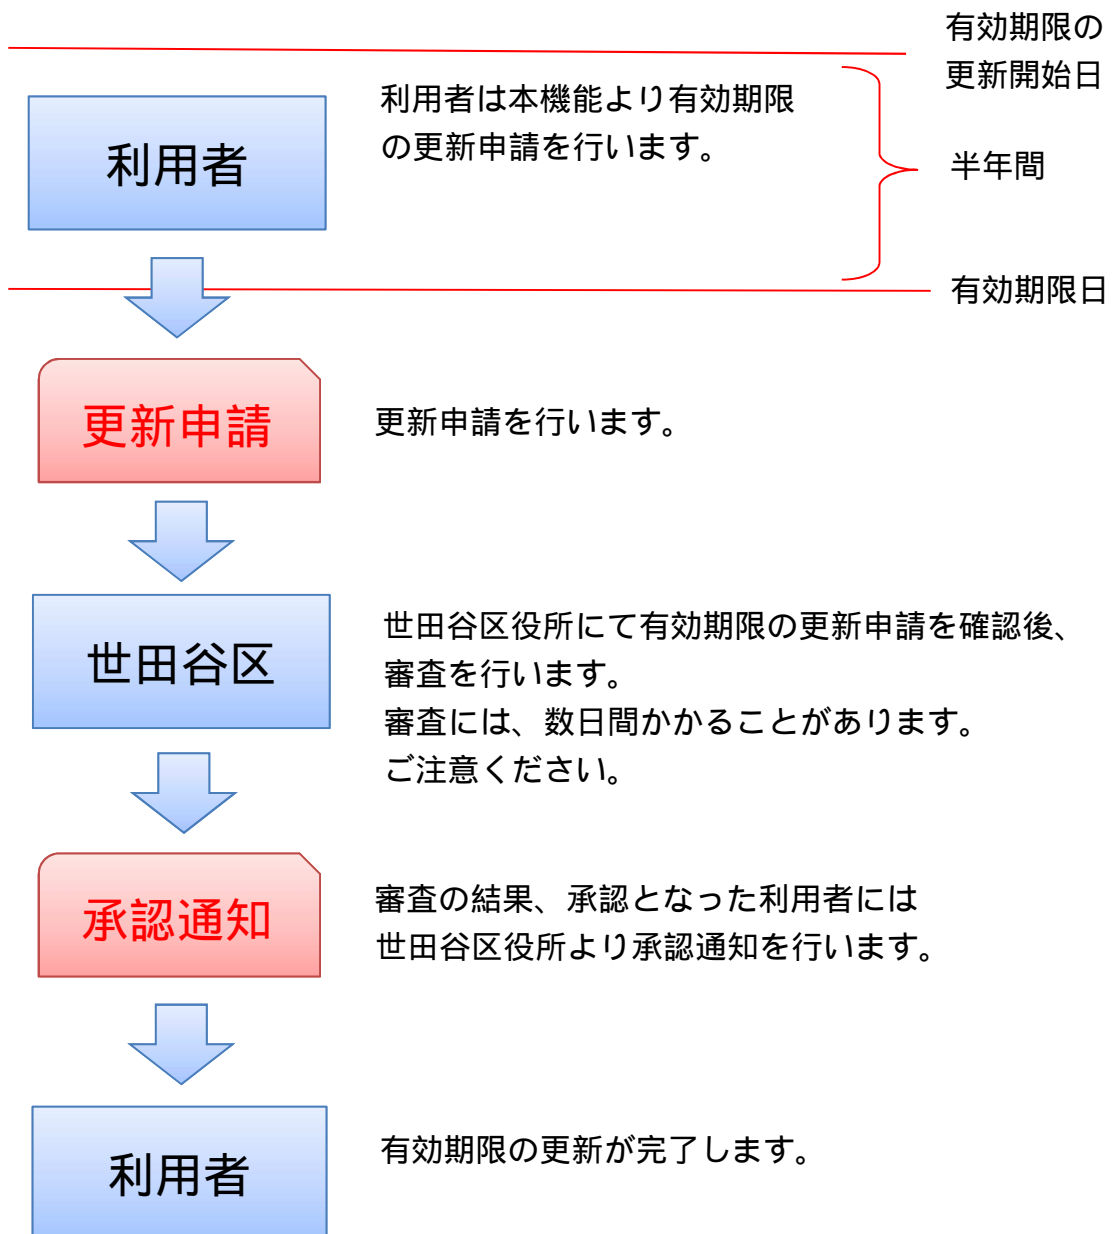 有効期限の
更新開始日
利用者は本機能より有効期限
の更新申請を行います。
利用者
半年間
有効期限日
更新申請
更新申請を行います。
世田谷区
世田谷区役所にて有効期限の更新申請を確認後、
審査を行います。
審査には、数日間かかることがあります。
ご注意ください。
承認通知
審査の結果、承認となった利用者には
世田谷区役所より承認通知を行います。
利用者
有効期限の更新が完了します。